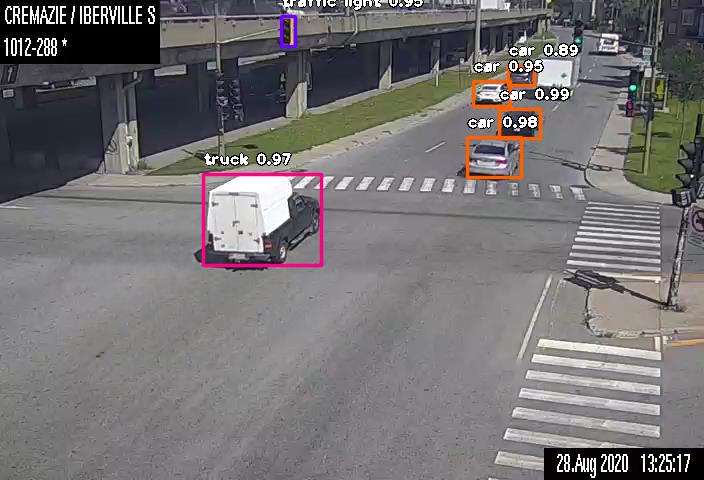 CREMAZIE / IBERVILLE S
1012-288 *
traffic light 0.95
car 0.89
car 0.95
car 0.99
car 0.98
truck 0.97
28.Aug 2020 13:25:17